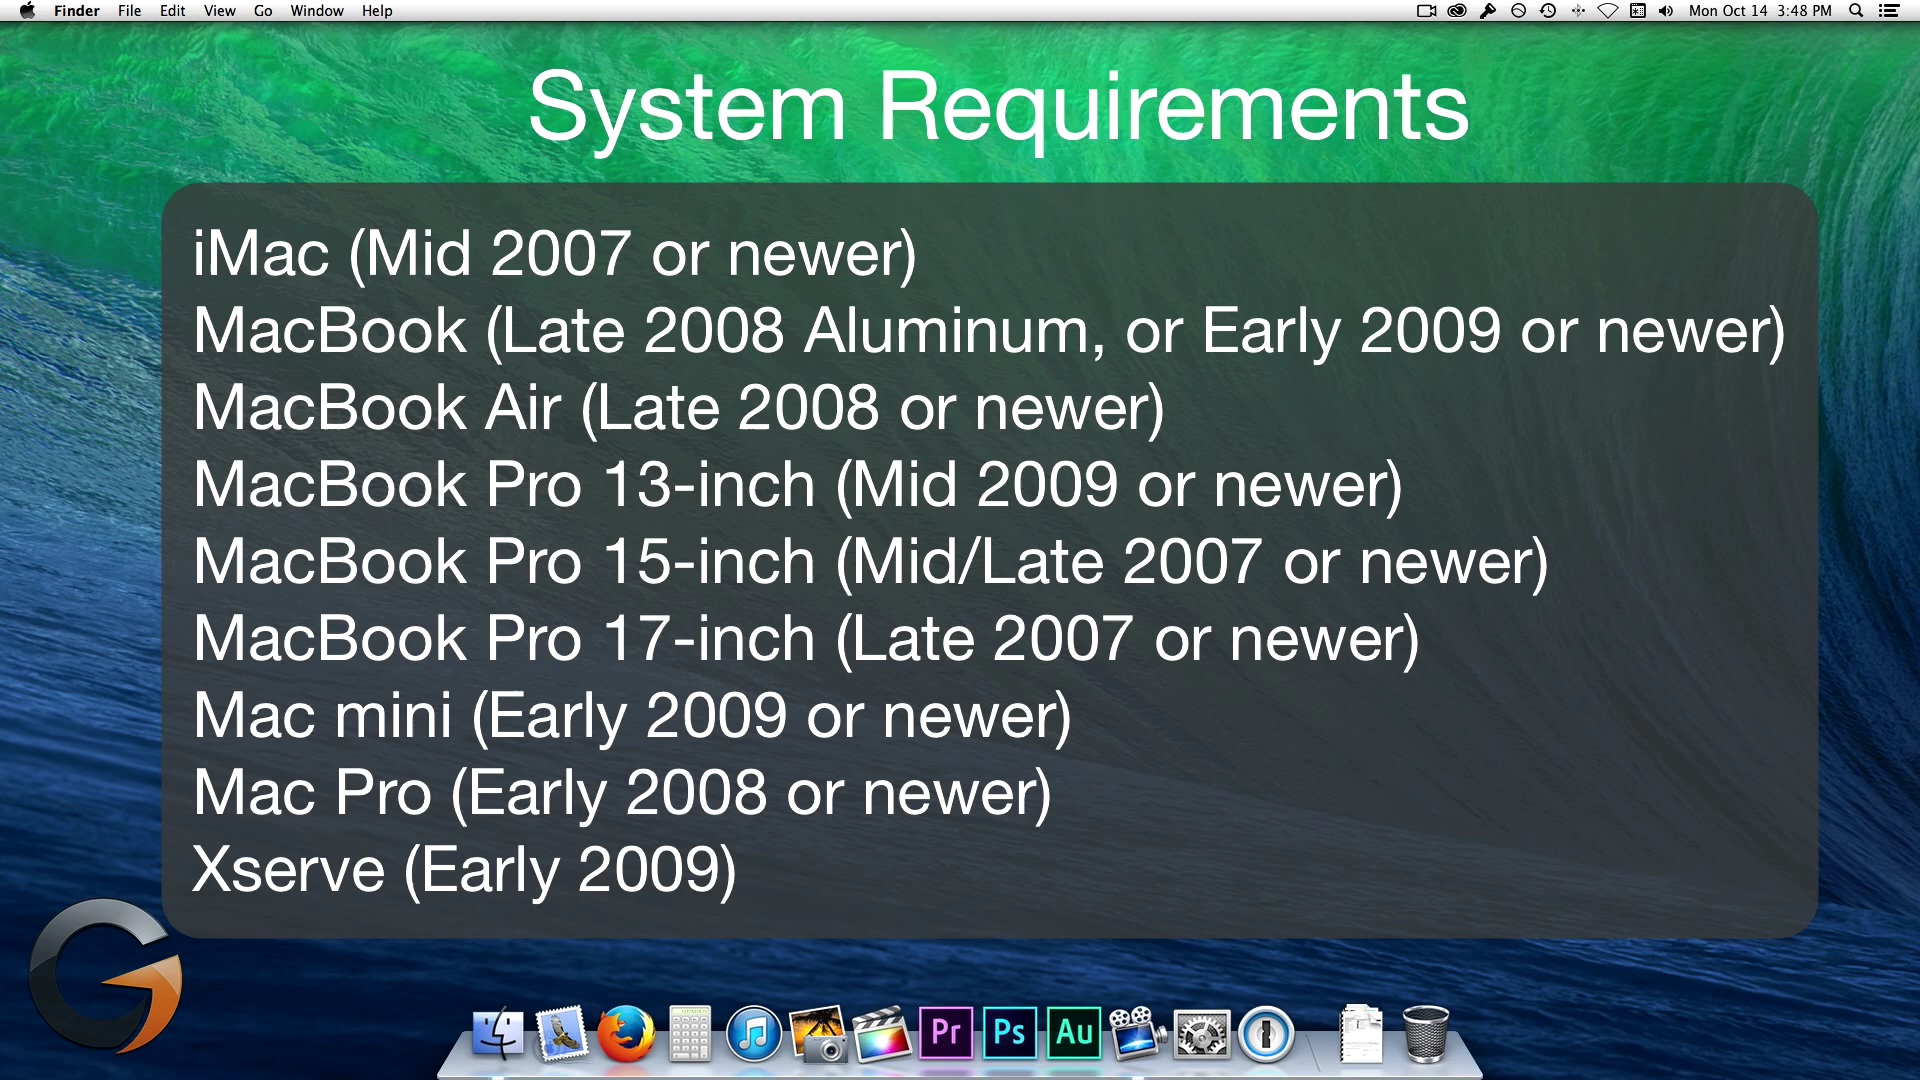 Finder File Edit View Go Window Help Mon Oct 14 3:48 PM
System Requirements
iMac (Mid 2007 or newer)
MacBook (Late 2008 Aluminum, or Early 2009 or newer)
MacBook Air (Late 2008 or newer)
MacBook Pro 13-inch (Mid 2009 or newer)
MacBook Pro 15-inch (Mid/Late 2007 or newer)
MacBook Pro 17-inch (Late 2007 or newer)
Mac mini (Early 2009 or newer)
Mac Pro (Early 2008 or newer)
Xserve (Early 2009)
Pr Ps Au